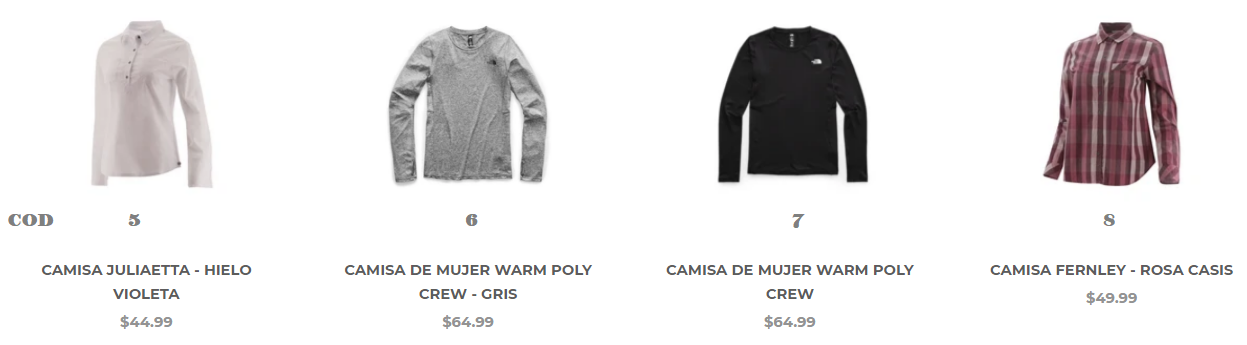 COD 5 6 7 8
CAMISA JULIAETTA - HIELO
VIOLETA
$44.99
CAMISA DE MUJER WARM POLY
CREW - GRIS
$64.99
CAMISA DE MUJER WARM POLY
CREW
$64.99
CAMISA FERNLEY - ROSA CASIS
$49.99